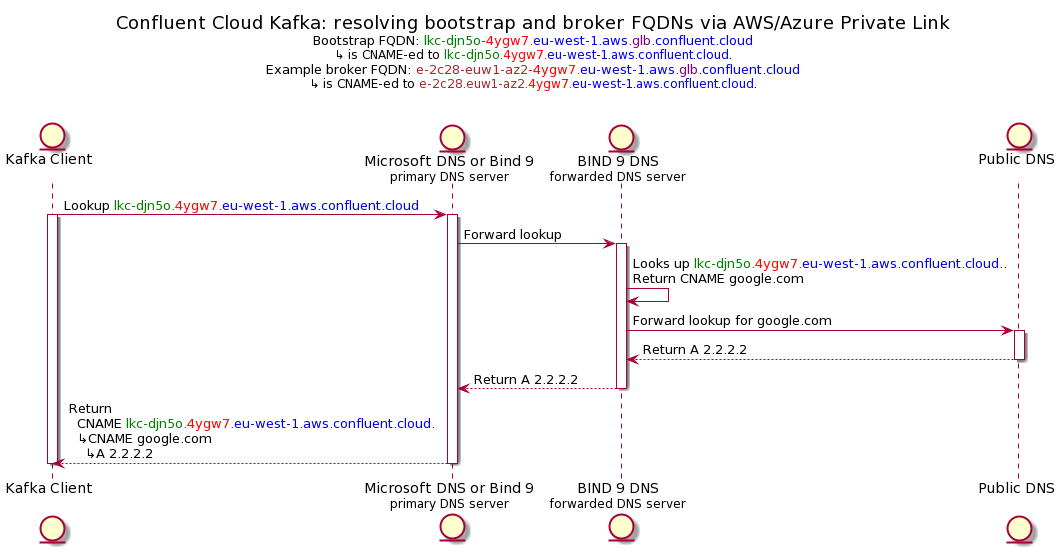 Confluent Cloud Kafka: resolving bootstrap and broker FQDNs via AWS/Azure Private Link
Bootstrap FQDN: lkc-djn5o-4ygw7.eu-west-1.aws.glb.confluent.cloud
↳ is CNAME-ed to lkc-djn5o.4ygw7.eu-west-1.aws.confluent.cloud.
Example broker FQDN: e-2c28-euw1-az2-4ygw7.eu-west-1.aws.glb.confluent.cloud
↳ is CNAME-ed to e-2c28.euw1-az2.4ygw7.eu-west-1.aws.confluent.cloud.
Kafka Client
Microsoft DNS or Bind 9
primary DNS server
BIND 9 DNS
forwarded DNS server
Public DNS
Lookup lkc-djn5o.4ygw7.eu-west-1.aws.confluent.cloud
Forward lookup
Looks up lkc-djn5o.4ygw7.eu-west-1.aws.confluent.cloud..
Return CNAME google.com
Forward lookup for google.com
Return A 2.2.2.2
Return A 2.2.2.2
Return
CNAME lkc-djn5o.4ygw7.eu-west-1.aws.confluent.cloud.
↳CNAME google.com
↳A 2.2.2.2
Kafka Client
Microsoft DNS or Bind 9
primary DNS server
BIND 9 DNS
forwarded DNS server
Public DNS